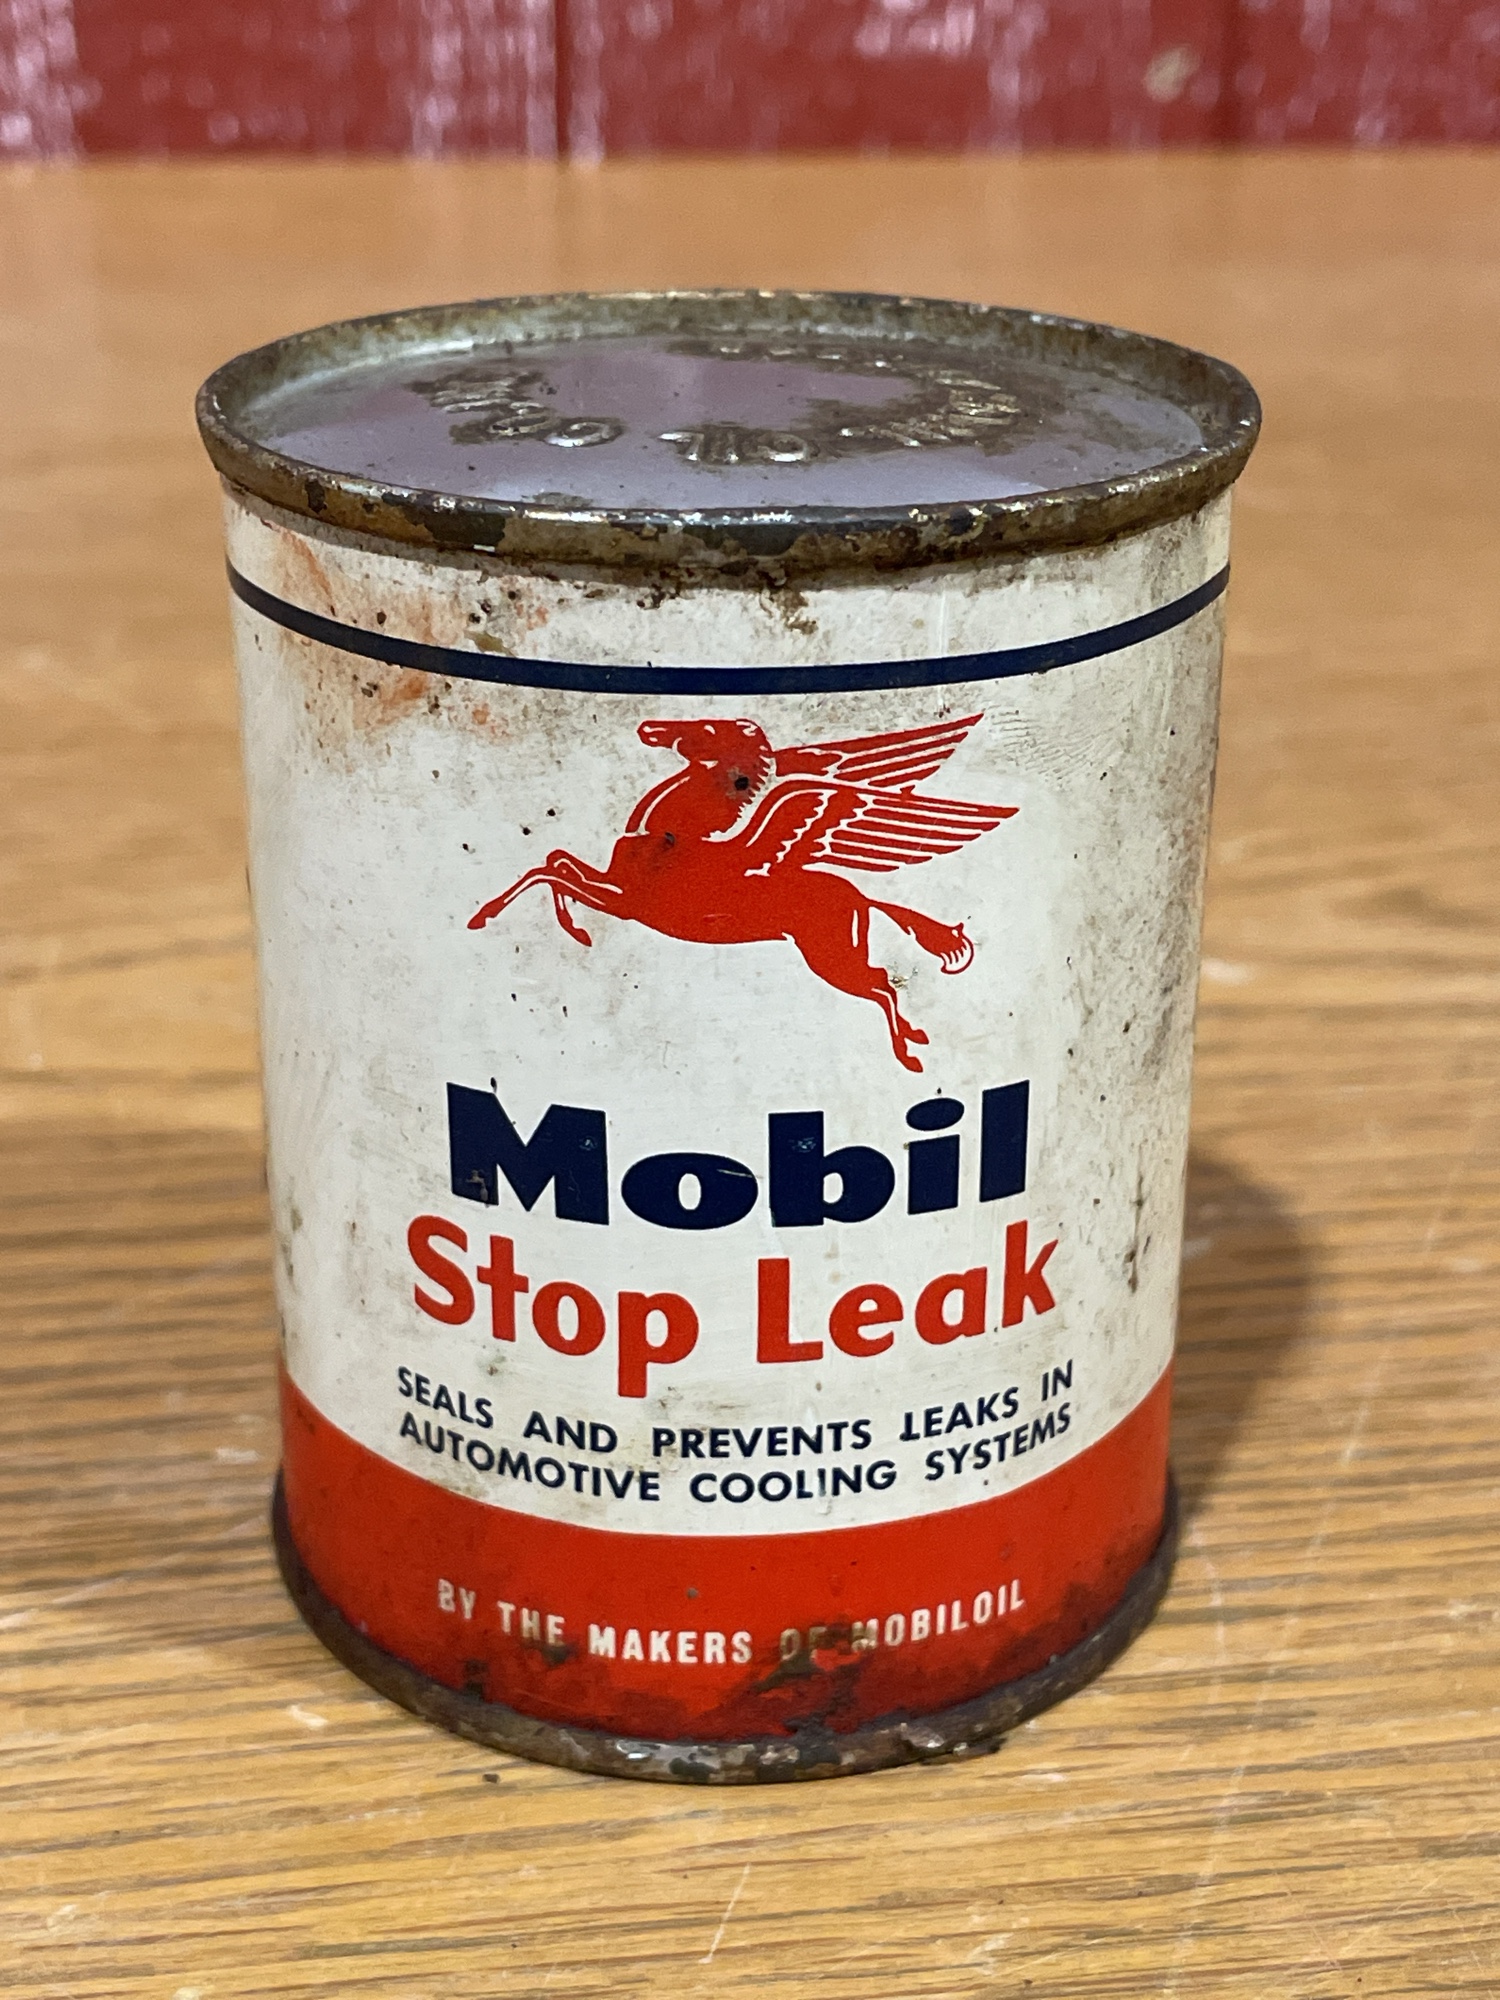 Mobil
Stop Leak
SEALS AND PREVENTS LEAKS IN
AUTOMOTIVE COOLING SYSTEMS
BY THE MAKERS OF MOBILOIL